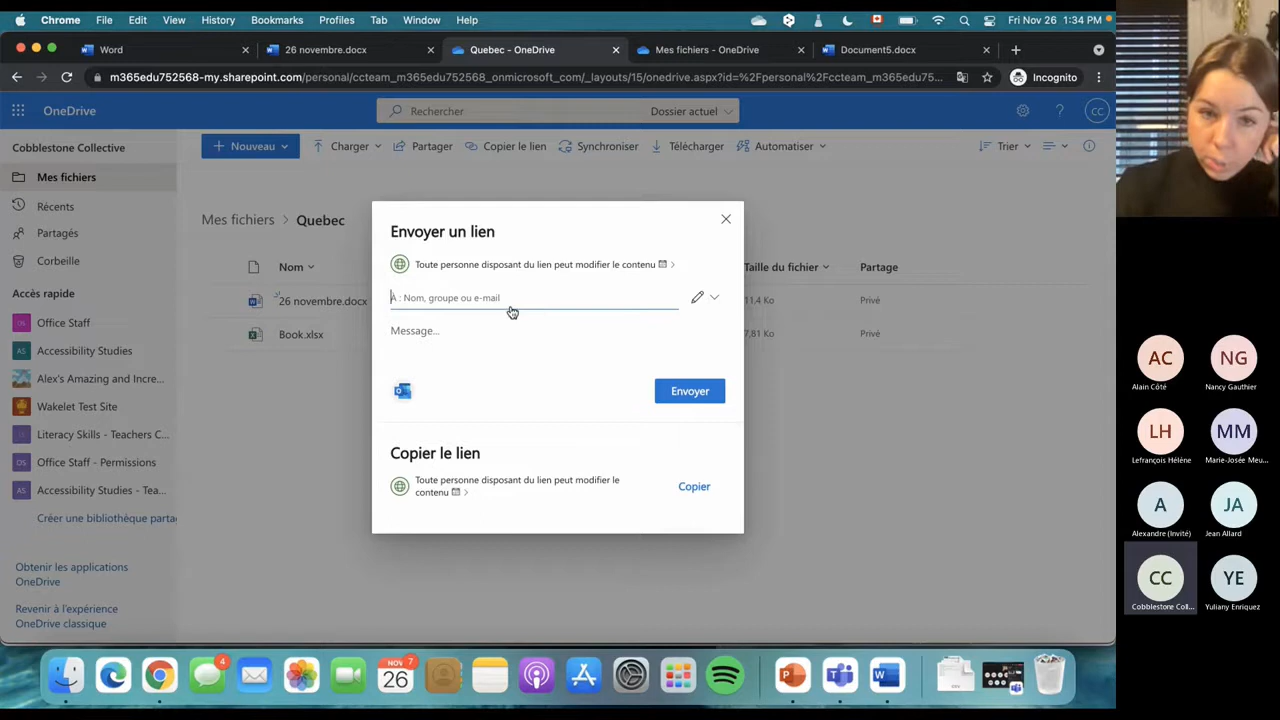 Chrome File Edit View History Bookmarks Profiles Tab Window Help Fri Nov 26 1:34 PM
Word 26 novembre.docx Quebec - OneDrive Mes fichiers - OneDrive Document5.docx
m365edu752568-my.sharepoint.com/personal/ccteam_m365edu752568_onmicrosoft_com/_layouts/15/onedrive.aspx?id=%2Fpersonal%2Fccteam_m365edu752568_onmicrosoft_com%2F_layouts... Incognito
OneDrive Rechercher Dossier actuel CC
Cobblestone Collective
Nouveau Charger Partager Copier le lien Synchroniser Télécharger Automatiser Trier
Mes fichiers
Récents
Partagés
Corbeille
Accès rapide
Office Staff
AS Accessibility Studies
Alex's Amazing and Incre...
Wakelet Test Site
LS Literacy Skills - Teachers C...
OS Office Staff - Permissions
AS Accessibility Studies - Tea...
Créer une bibliothèque parta
Obtenir les applications
OneDrive
Revenir à l'expérience
OneDrive classique
Mes fichiers > Quebec
Nom Taille du fichier Partage
26 novembre.docx 11,4 Ko Privé
Book.xlsx 7,81 Ko Privé
Envoyer un lien
Toute personne disposant du lien peut modifier le contenu
À : Nom, groupe ou e-mail
Message...
Envoyer
Copier le lien
Toute personne disposant du lien peut modifier le
contenu
Copier
4
NOV 7
26
AC NG
Alain Côté Nancy Gauthier
LH MM
Lefrançois Hélène Marie-Josée Meu...
A JA
Alexandre (Invité) Jean Allard
CC YE
Cobblestone Coll... Yuliany Enriquez